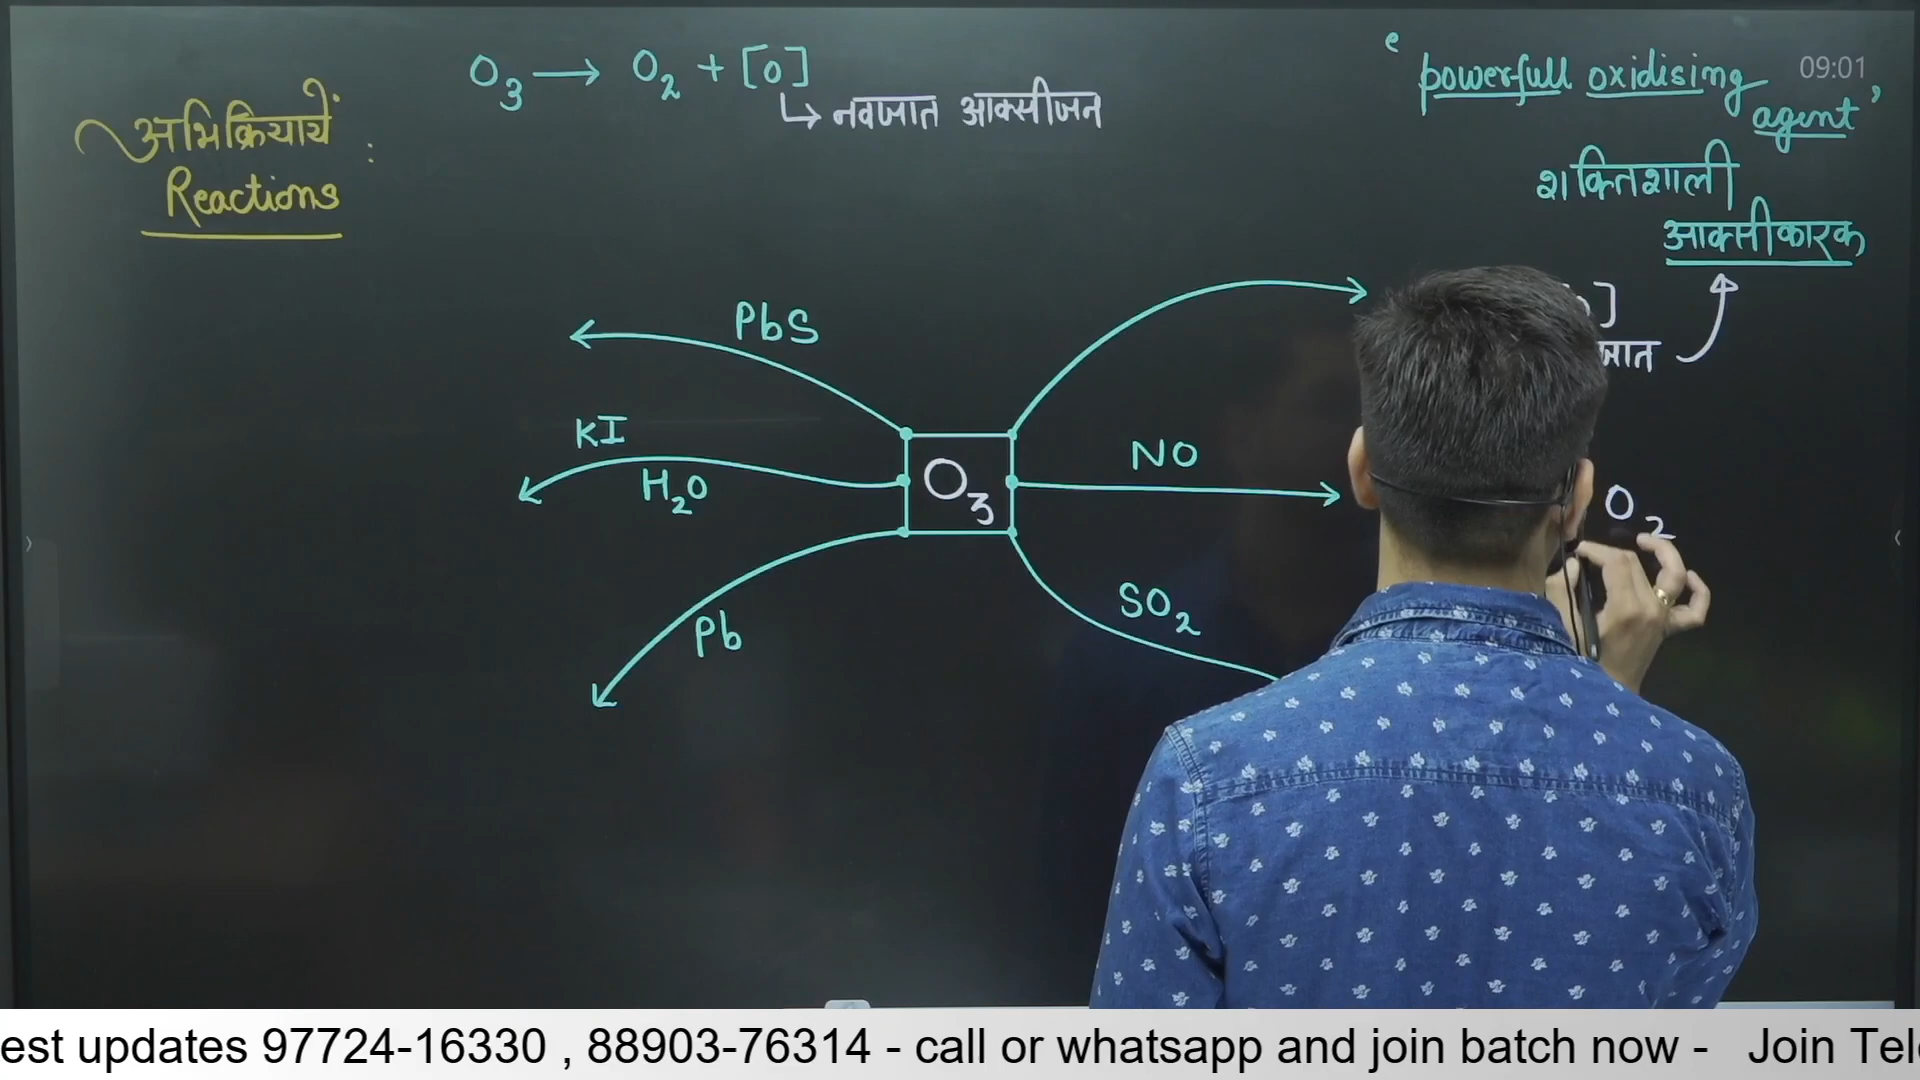 O₃ → O₂ + [O]
↳ नवजात आक्सीजन
अभिक्रियायें :
Reactions
“ powerfull oxidising
agent”
09:01
शक्तिशाली
आक्सीकारक
PbS
KI
H₂O
Pb
O₃
NO
SO₂
]
O₂
est updates 97724-16330 , 88903-76314 - call or whatsapp and join batch now - Join